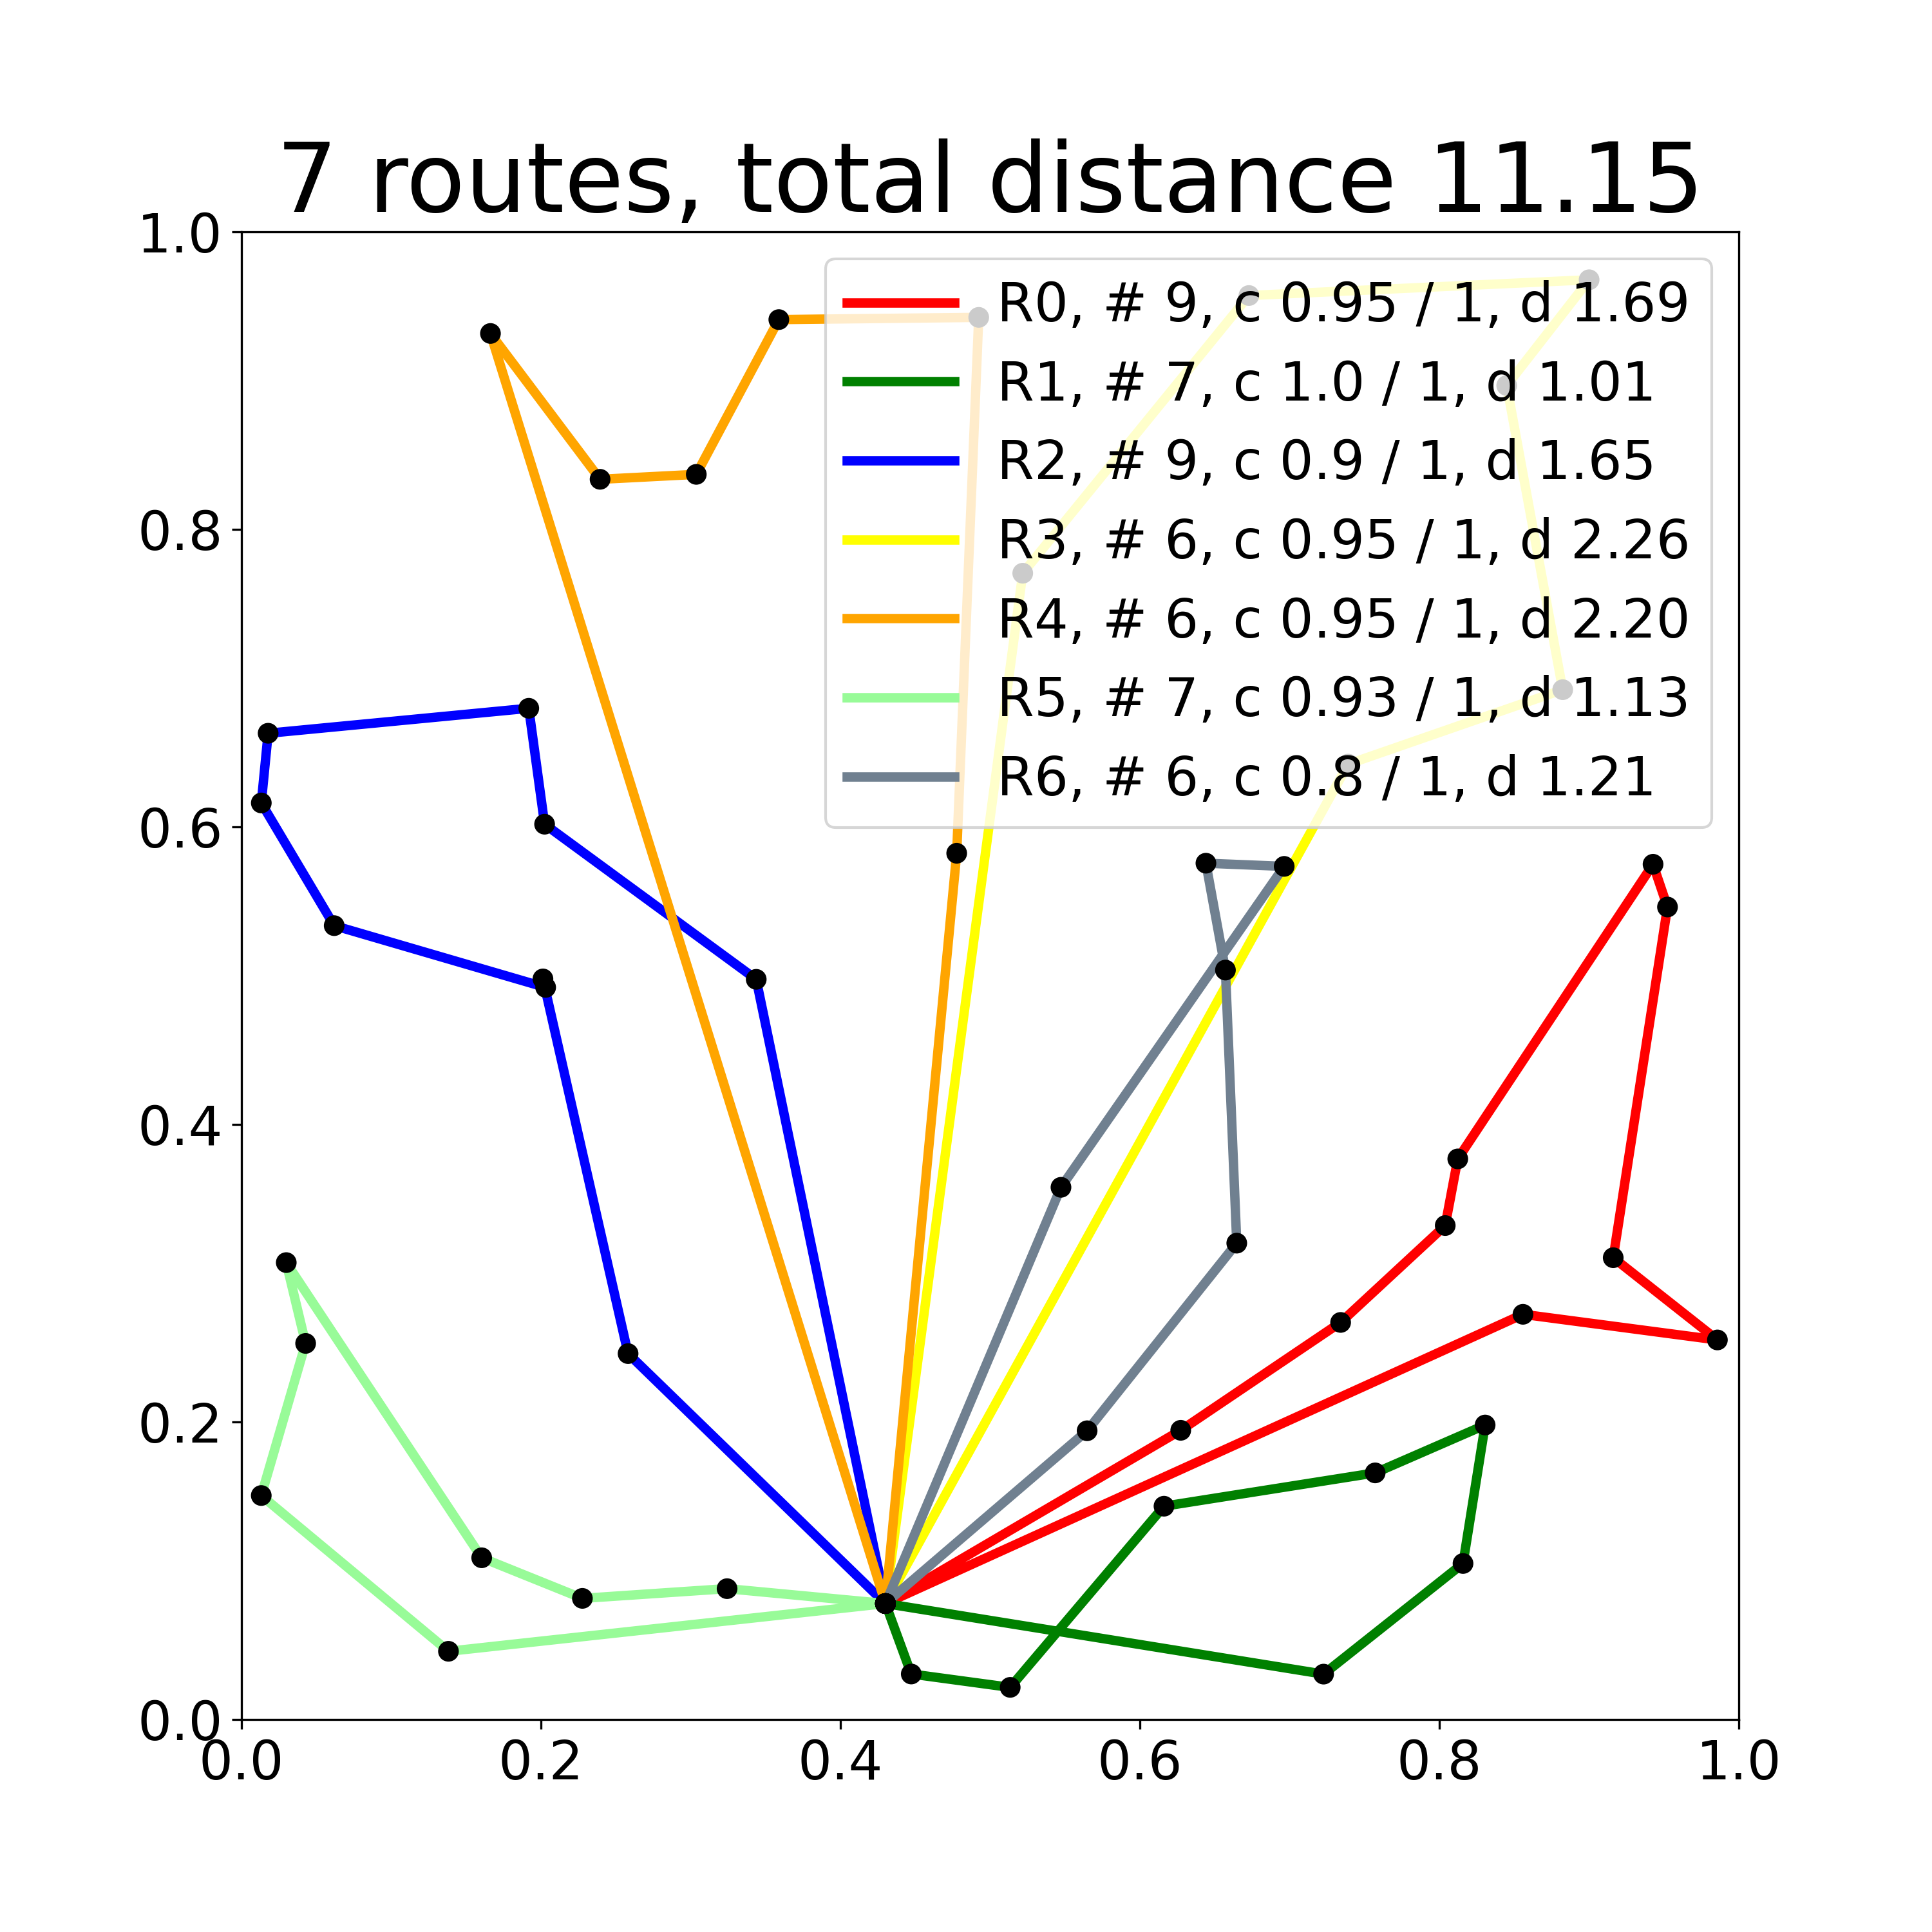 7 routes, total distance 11.15
1.0
R0, # 9, c 0.95 / 1, d 1.69
R1, # 7, c 1.0 / 1, d 1.01
R2, # 9, c 0.9 / 1, d 1.65
0.8
R3, # 6, c 0.95 / 1, d 2.26
R4, # 6, c 0.95 / 1, d 2.20
R5, # 7, c 0.93 / 1, d 1.13
R6, # 6, c 0.8 / 1, d 1.21
0.6
0.4
0.2
0.0
0.0 0.2 0.4 0.6 0.8 1.0